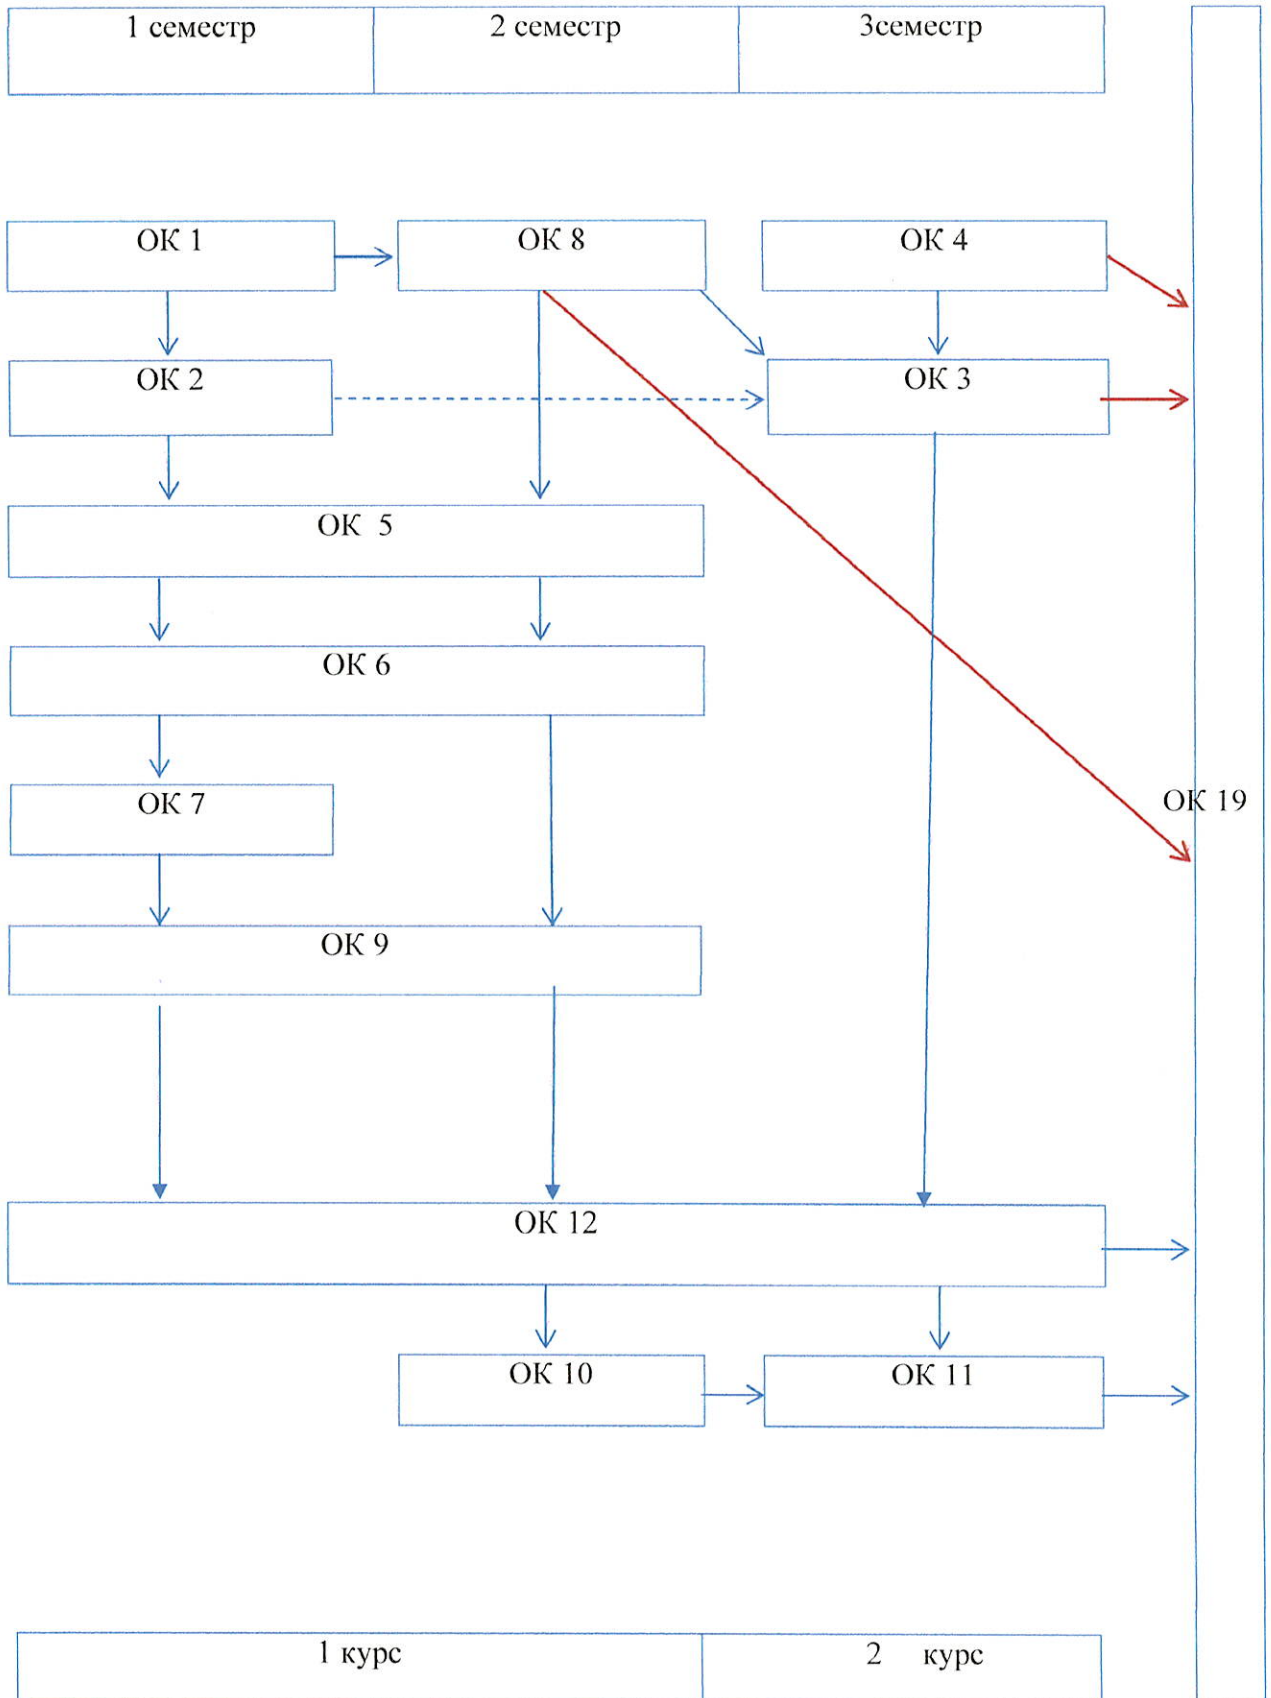 1 семестр
2 семестр
3семестр
ОК 1
ОК 8
ОК 4
ОК 2
ОК 3
ОК 5
ОК 6
ОК 7
ОК 19
ОК 9
ОК 12
ОК 10
ОК 11
1 курс
2 курс